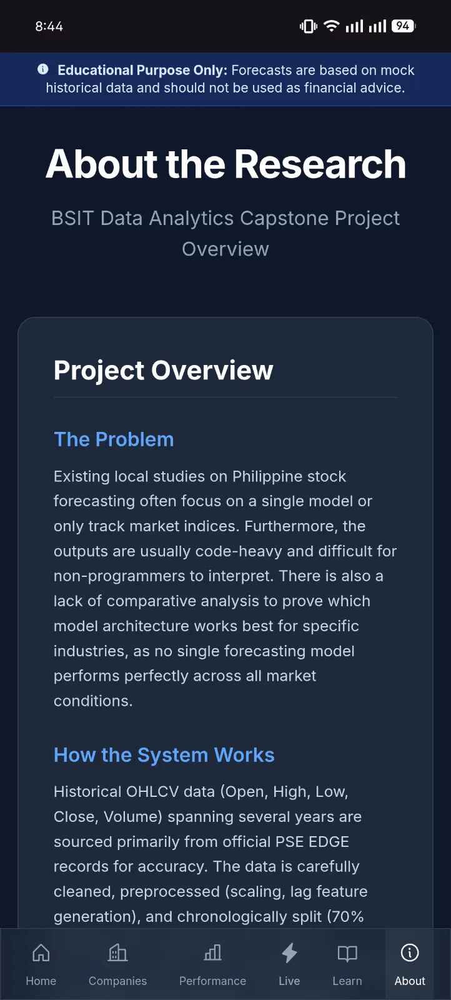 8:44
94
Educational Purpose Only: Forecasts are based on mock
historical data and should not be used as financial advice.
About the Research
BSIT Data Analytics Capstone Project
Overview
Project Overview
The Problem
Existing local studies on Philippine stock
forecasting often focus on a single model or
only track market indices. Furthermore, the
outputs are usually code-heavy and difficult for
non-programmers to interpret. There is also a
lack of comparative analysis to prove which
model architecture works best for specific
industries, as no single forecasting model
performs perfectly across all market
conditions.
How the System Works
Historical OHLCV data (Open, High, Low,
Close, Volume) spanning several years are
sourced primarily from official PSE EDGE
records for accuracy. The data is carefully
cleaned, preprocessed (scaling, lag feature
generation), and chronologically split (70%
Home Companies Performance Live Learn About